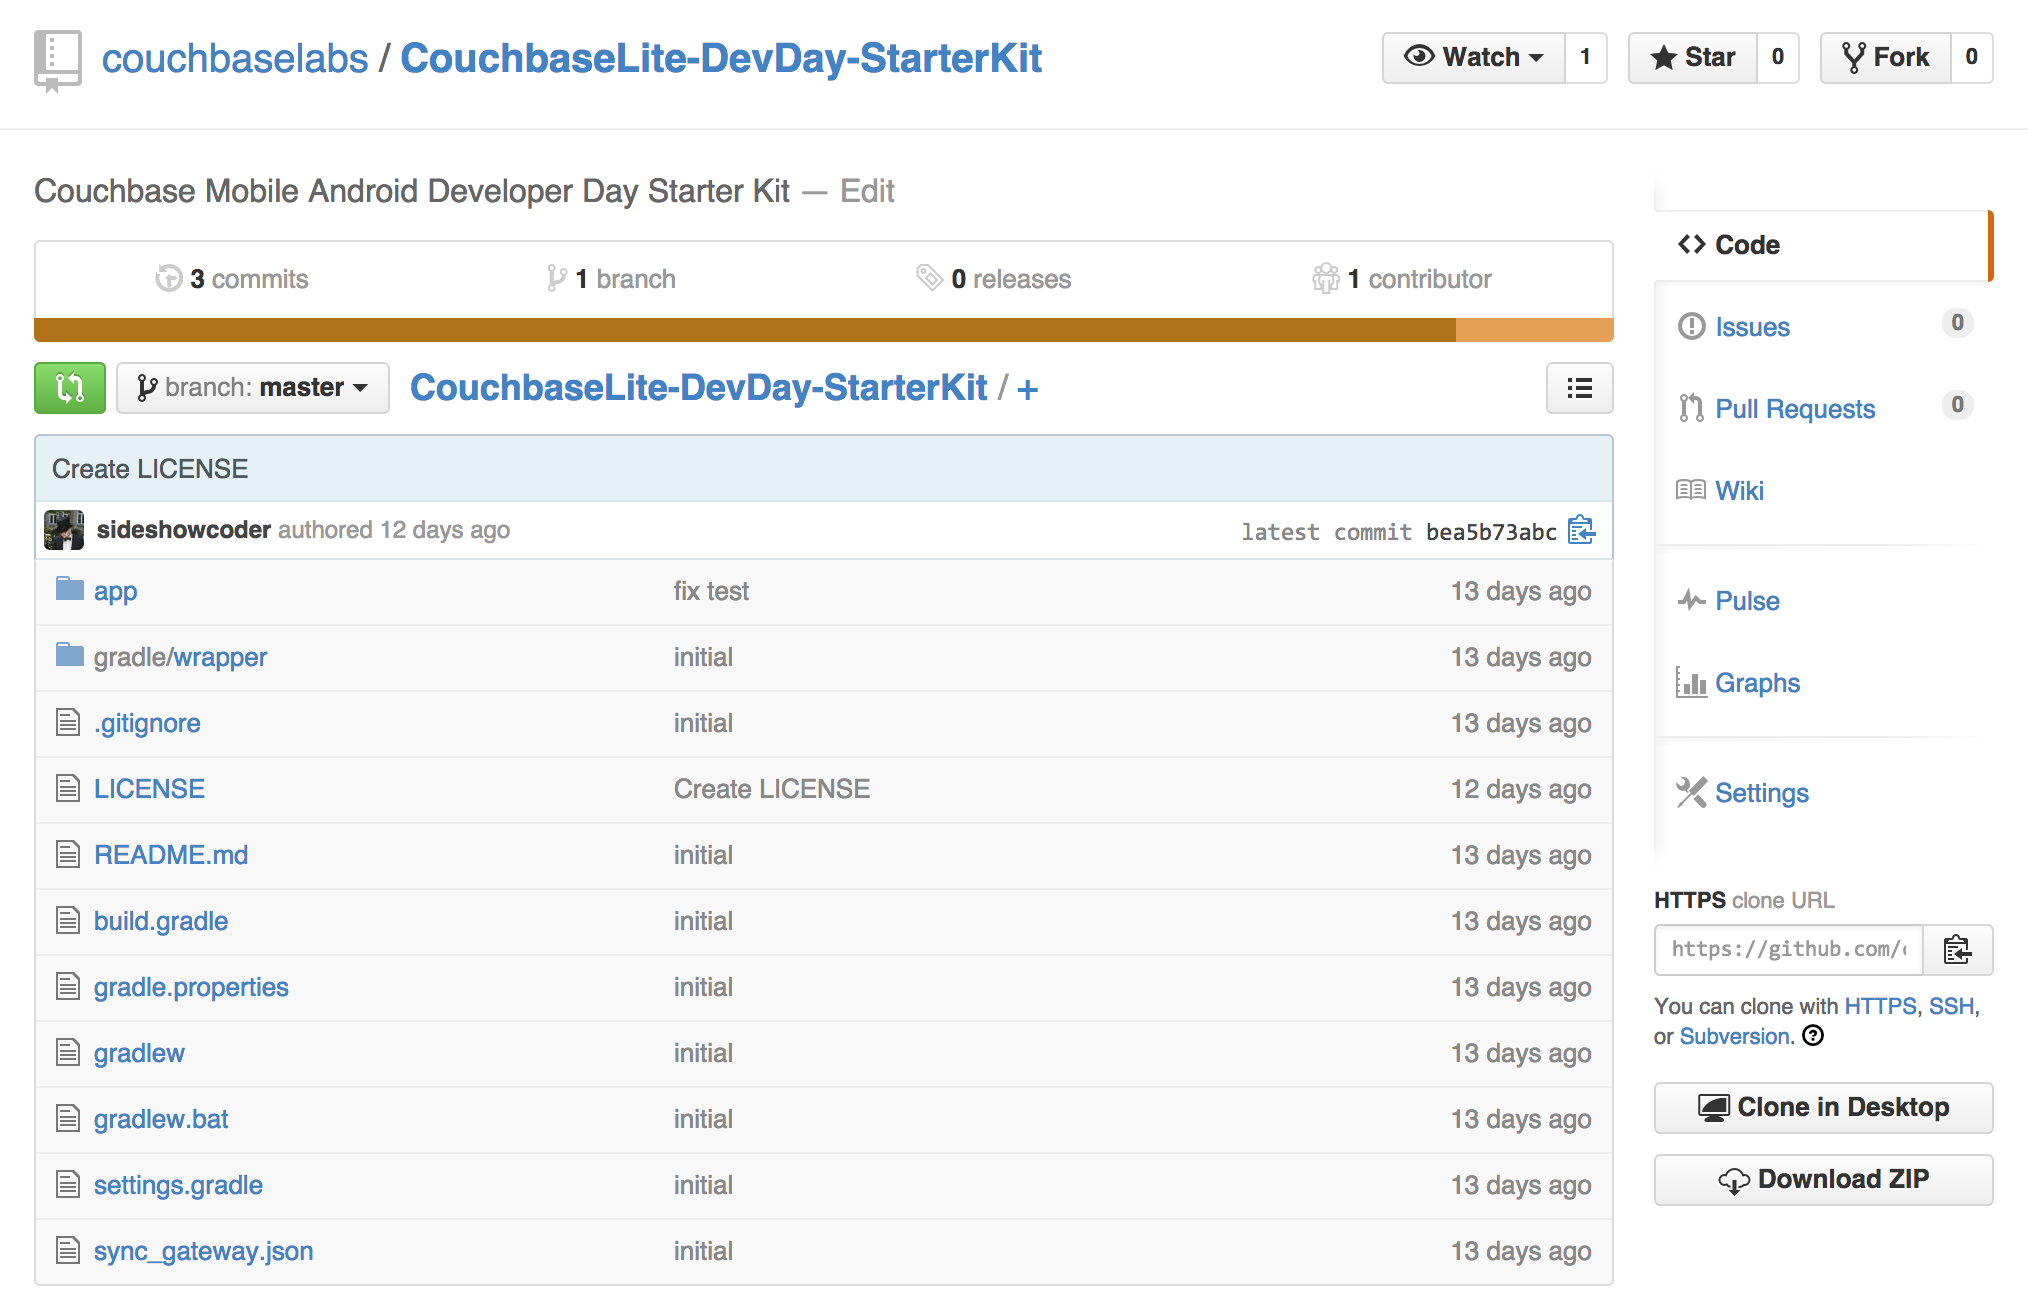 couchbaselabs / CouchbaseLite-DevDay-StarterKit
Watch 1 Star 0 Fork 0
Couchbase Mobile Android Developer Day Starter Kit — Edit
3 commits 1 branch 0 releases 1 contributor
branch: master CouchbaseLite-DevDay-StarterKit / +
Create LICENSE
sideshowcoder authored 12 days ago latest commit bea5b73abc
app fix test 13 days ago
gradle/wrapper initial 13 days ago
.gitignore initial 13 days ago
LICENSE Create LICENSE 12 days ago
README.md initial 13 days ago
build.gradle initial 13 days ago
gradle.properties initial 13 days ago
gradlew initial 13 days ago
gradlew.bat initial 13 days ago
settings.gradle initial 13 days ago
sync_gateway.json initial 13 days ago
Code
Issues 0
Pull Requests 0
Wiki
Pulse
Graphs
Settings
HTTPS clone URL
https://github.com/
You can clone with HTTPS, SSH,
or Subversion.
Clone in Desktop
Download ZIP